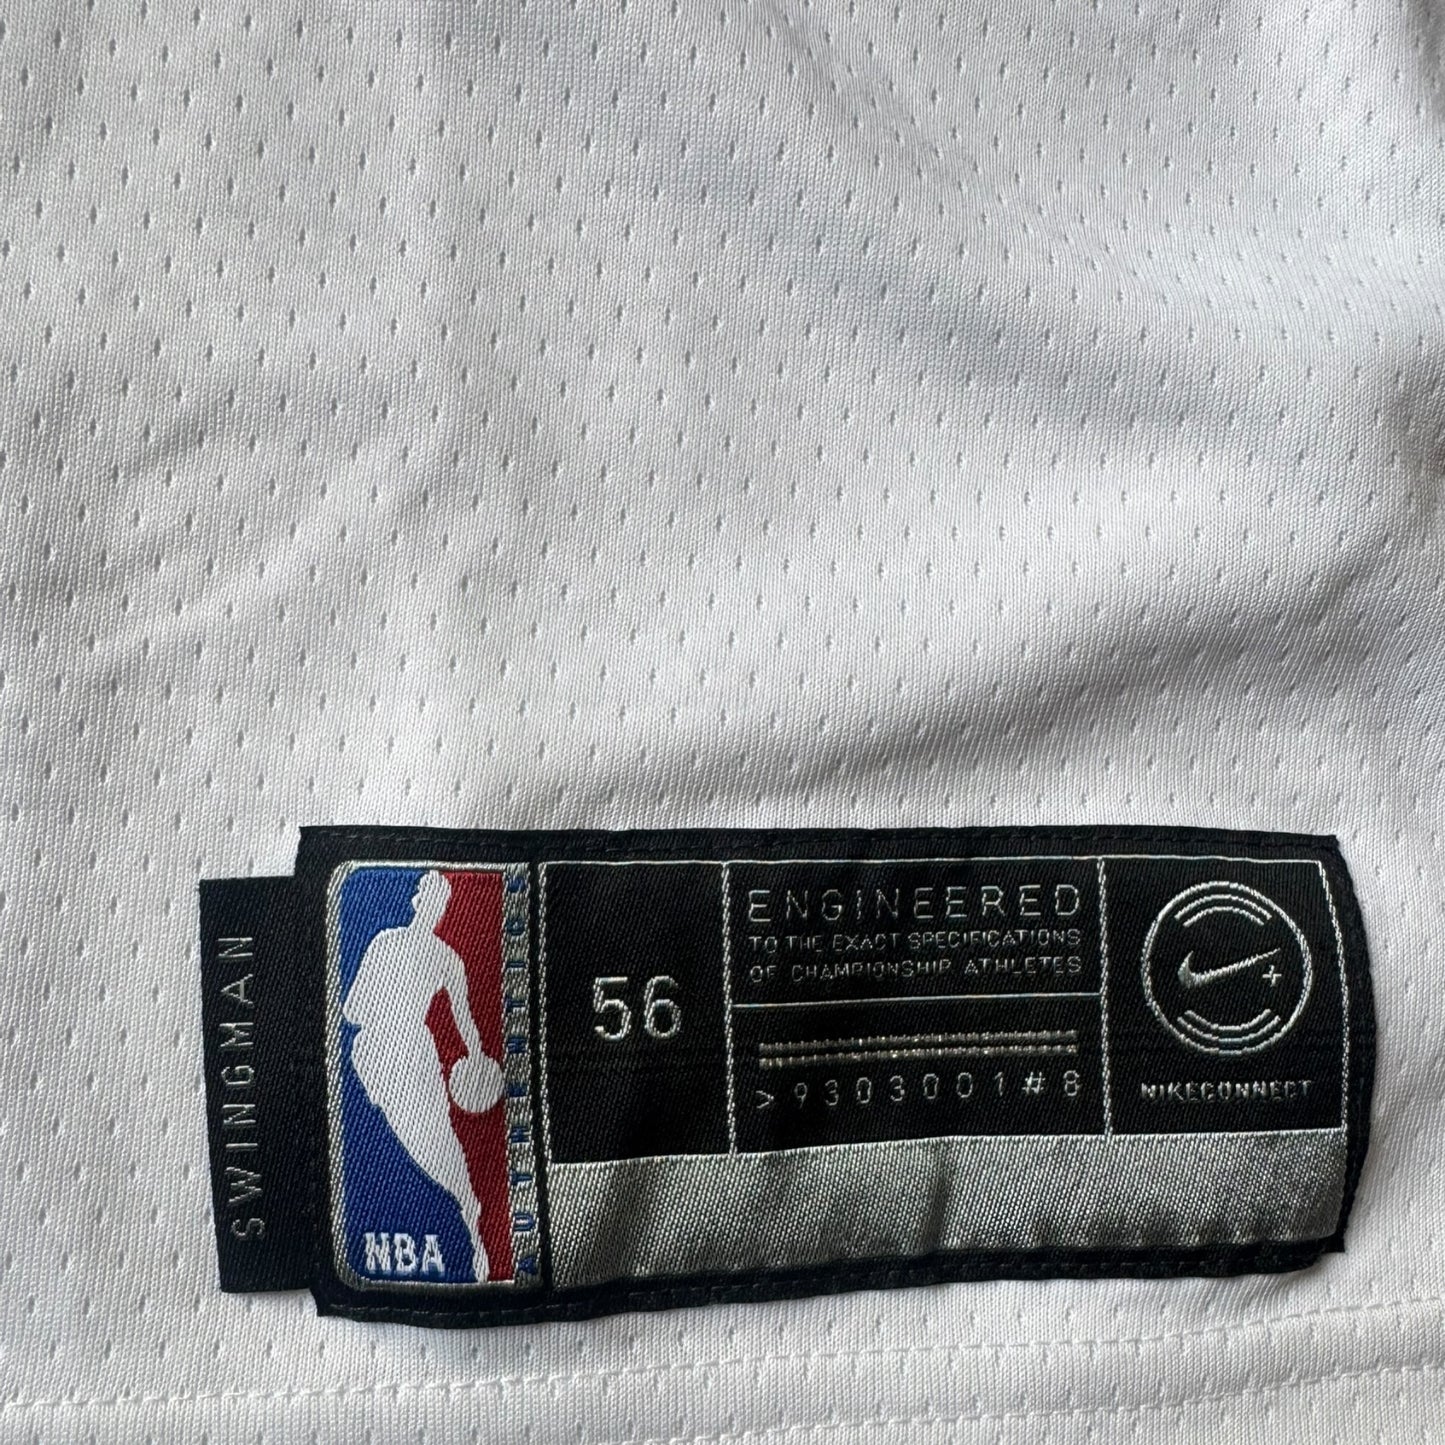 SWINGMAN
NBA
AUTHENTICS
56
ENGINEERED
TO THE EXACT SPECIFICATIONS
OF CHAMPIONSHIP ATHLETES
>9303001#8
NIKECONNECT